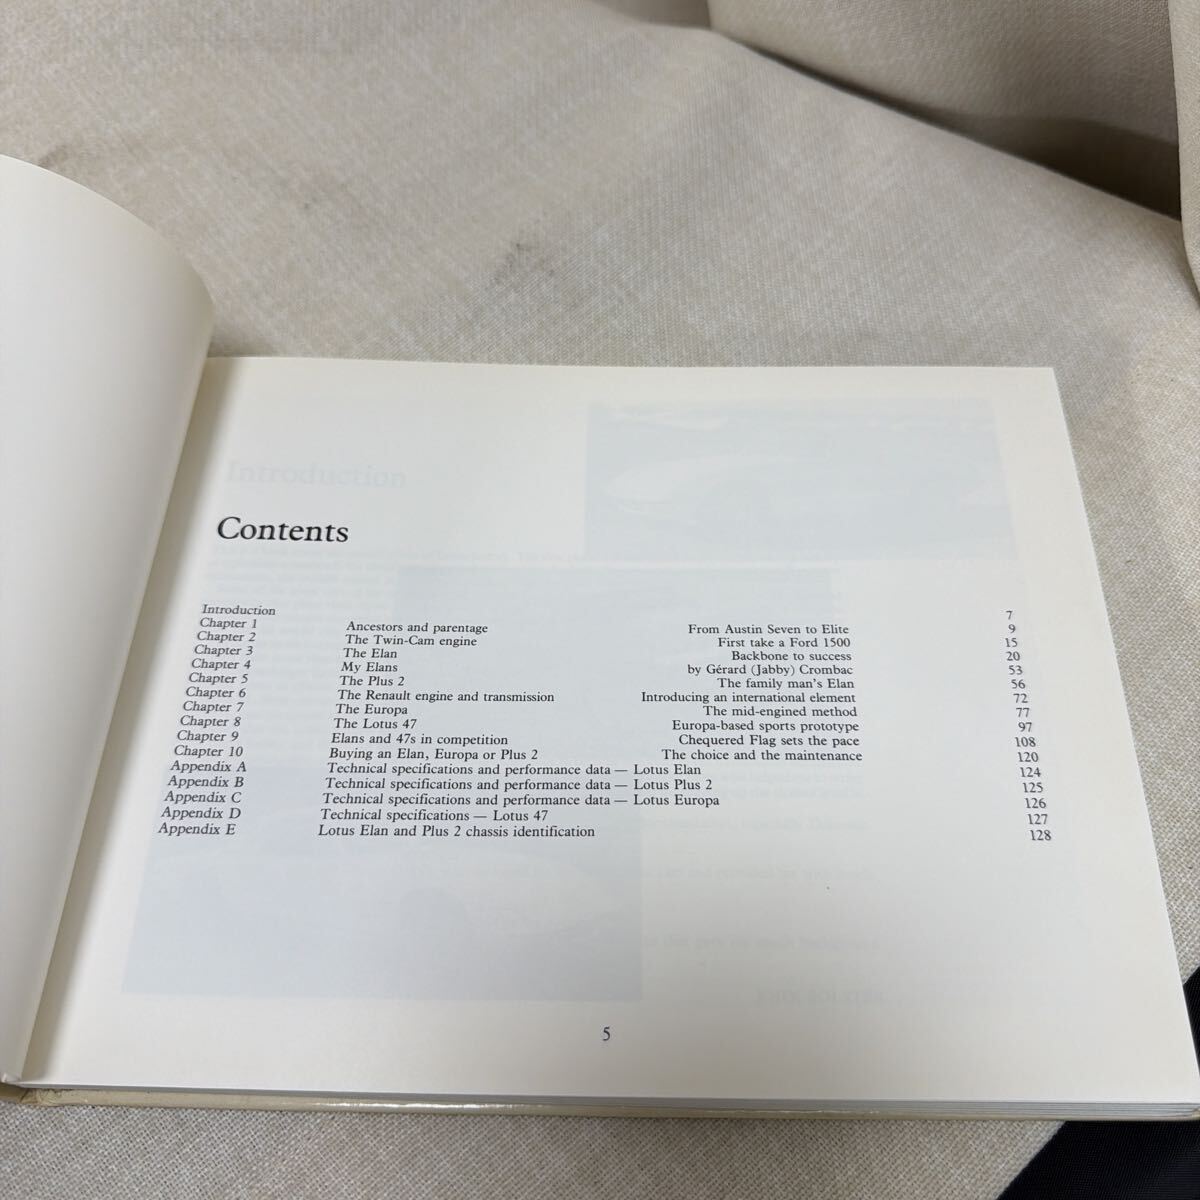 Introduction
Contents
Introduction 7
Chapter 1 Ancestors and parentage From Austin Seven to Elite 9
Chapter 2 The Twin-Cam engine First take a Ford 1500 15
Chapter 3 The Elan Backbone to success 20
Chapter 4 My Elans by Gérard (Jabby) Crombac 53
Chapter 5 The Plus 2 The family man's Elan 56
Chapter 6 The Renault engine and transmission Introducing an international element 72
Chapter 7 The Europa The mid-engined method 77
Chapter 8 The Lotus 47 Europa-based sports prototype 97
Chapter 9 Elans and 47s in competition Chequered Flag sets the pace 108
Chapter 10 Buying an Elan, Europa or Plus 2 The choice and the maintenance 120
Appendix A Technical specifications and performance data — Lotus Elan 124
Appendix B Technical specifications and performance data — Lotus Plus 2 125
Appendix C Technical specifications and performance data — Lotus Europa 126
Appendix D Technical specifications — Lotus 47 127
Appendix E Lotus Elan and Plus 2 chassis identification 128
5